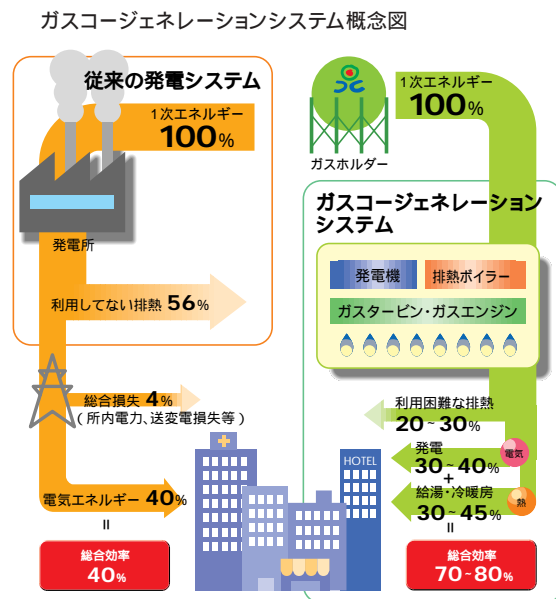 ガスコージェネレーションシステム概念図
従来の発電システム
1次エネルギー
100%
発電所
利用してない排熱 56%
総合損失 4%
(所内電力、送変電損失等)
電気エネルギー 40%
=
総合効率
40%
1次エネルギー
100%
ガスホルダー
ガスコージェネレーション
システム
発電機
排熱ボイラー
ガスタービン・ガスエンジン
利用困難な排熱
20~30%
発電
30~40%
電気
+
給湯・冷暖房
30~45%
熱
=
総合効率
70~80%
HOTEL